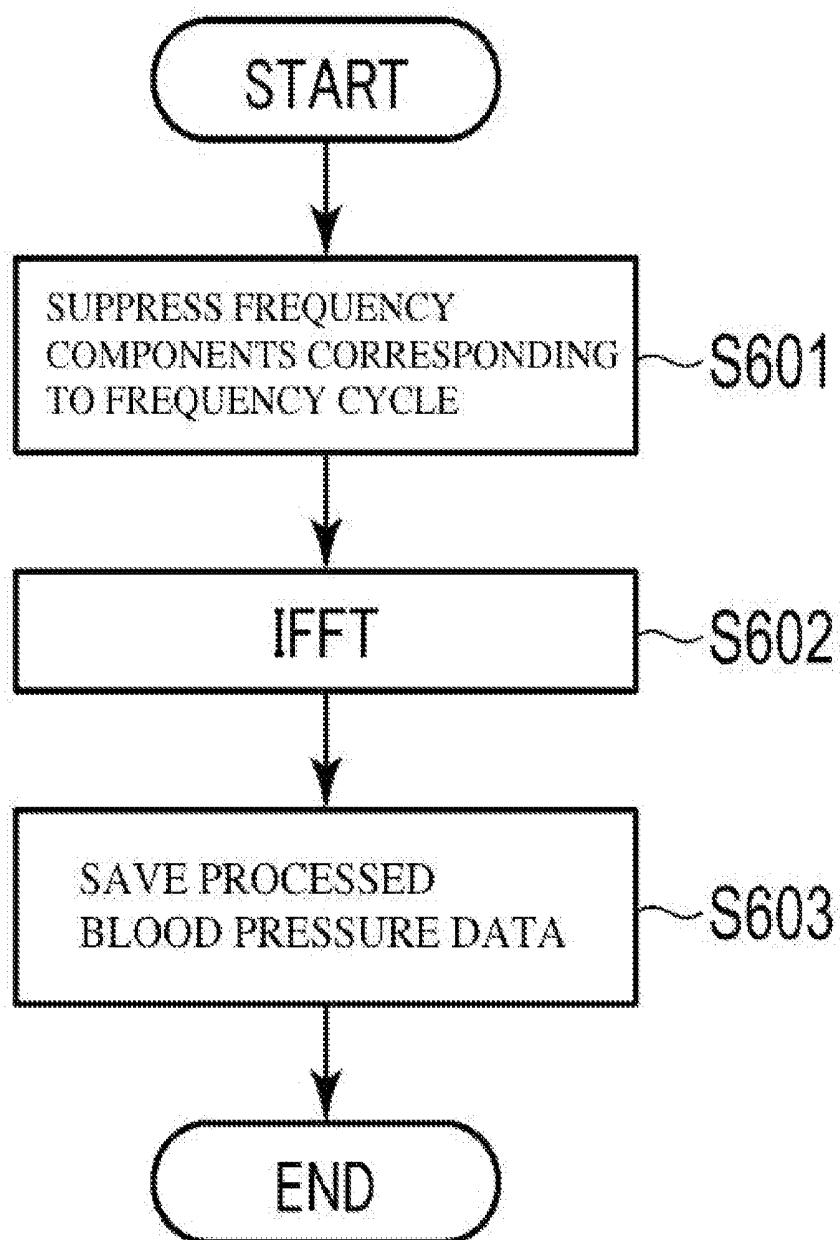 START
SUPPRESS FREQUENCY
COMPONENTS CORRESPONDING
TO FREQUENCY CYCLE
S601
IFFT
S602
SAVE PROCESSED
BLOOD PRESSURE DATA
S603
END